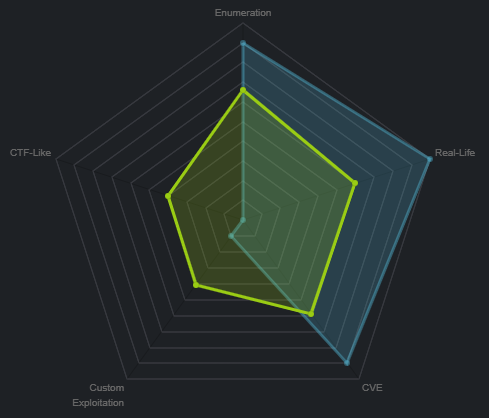 Enumeration
CTF-Like
Real-Life
Custom
Exploitation
CVE